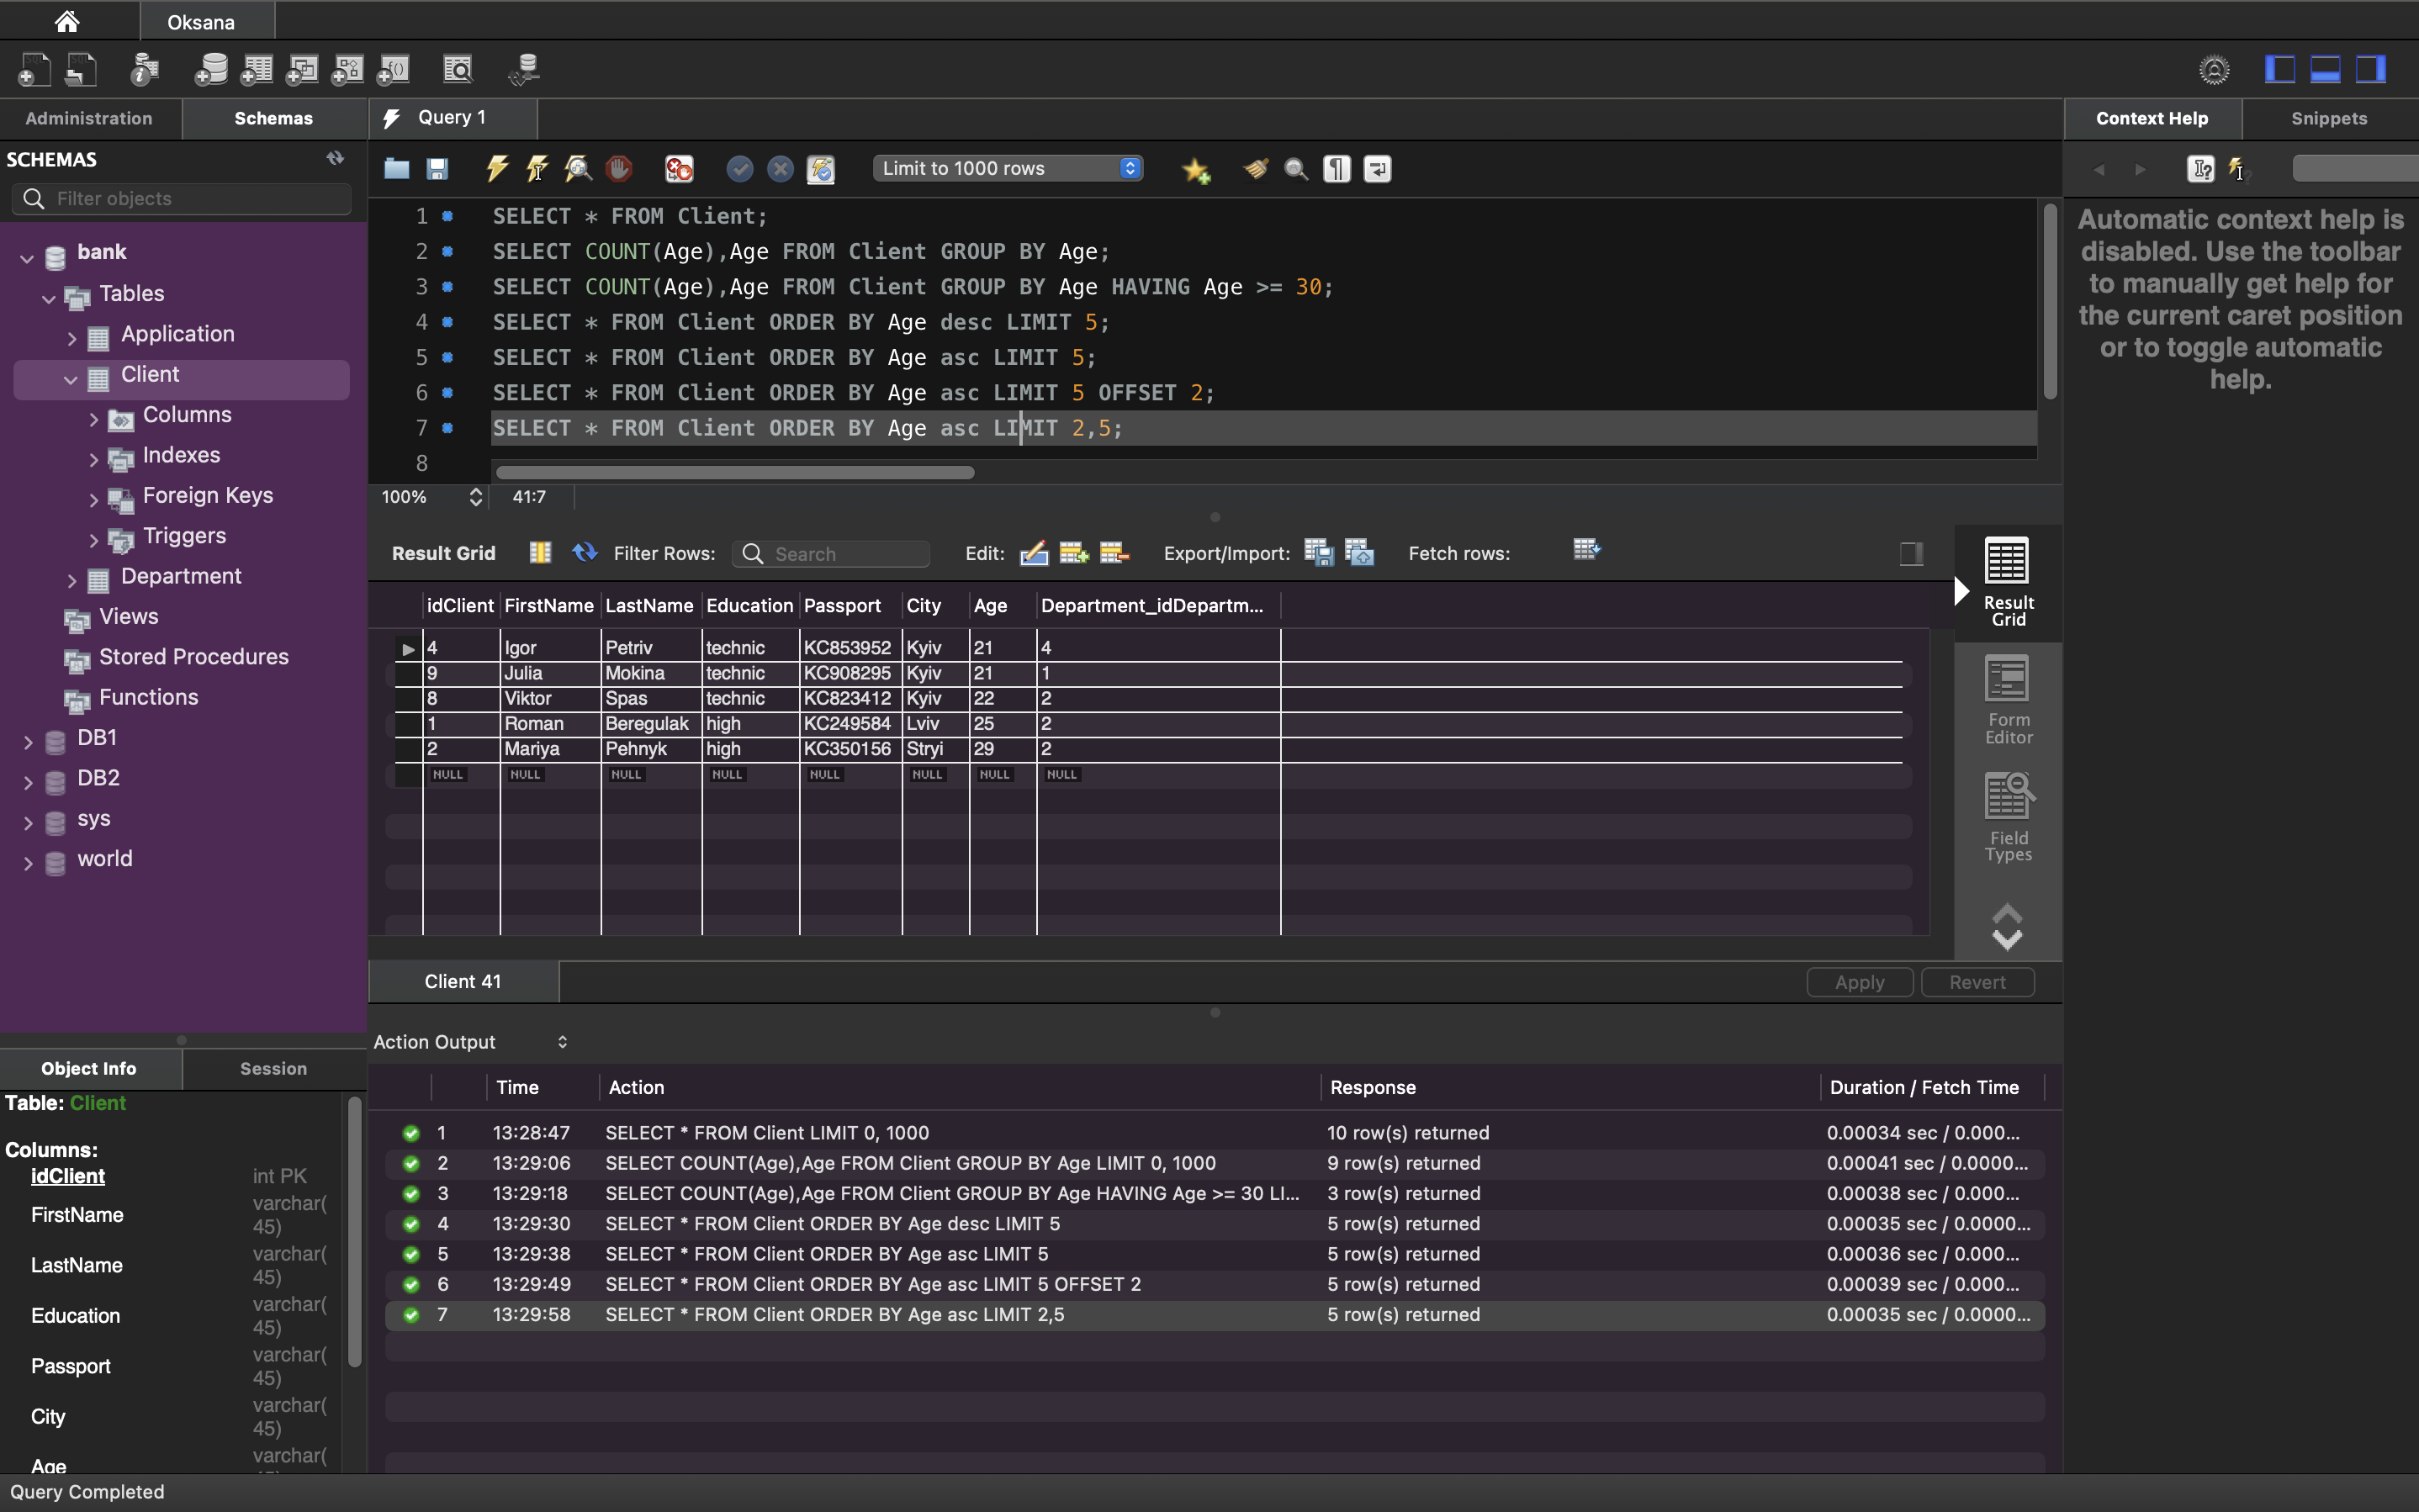 Oksana
Administration
Schemas
Query 1
Context Help
Snippets
SCHEMAS
Filter objects
Limit to 1000 rows
bank
Tables
Application
Client
Columns
Indexes
Foreign Keys
Triggers
Department
Views
Stored Procedures
Functions
DB1
DB2
sys
world
1 SELECT * FROM Client;
2 SELECT COUNT(Age),Age FROM Client GROUP BY Age;
3 SELECT COUNT(Age),Age FROM Client GROUP BY Age HAVING Age >= 30;
4 SELECT * FROM Client ORDER BY Age desc LIMIT 5;
5 SELECT * FROM Client ORDER BY Age asc LIMIT 5;
6 SELECT * FROM Client ORDER BY Age asc LIMIT 5 OFFSET 2;
7 SELECT * FROM Client ORDER BY Age asc LIMIT 2,5;
8
100% 41:7
Automatic context help is
disabled. Use the toolbar
to manually get help for
the current caret position
or to toggle automatic
help.
Result Grid Filter Rows: Search Edit: Export/Import: Fetch rows:
idClient FirstName LastName Education Passport City Age Department_idDepartm...
4 Igor Petriv technic KC853952 Kyiv 21 4
9 Julia Mokina technic KC908295 Kyiv 21 1
8 Viktor Spas technic KC823412 Kyiv 22 2
1 Roman Beregulak high KC249584 Lviv 25 2
2 Mariya Pehnyk high KC350156 Stryi 29 2
NULL NULL NULL NULL NULL NULL NULL NULL
Result
Grid
Form
Editor
Field
Types
Client 41
Apply
Revert
Action Output
Time Action Response Duration / Fetch Time
1 13:28:47 SELECT * FROM Client LIMIT 0, 1000 10 row(s) returned 0.00034 sec / 0.000...
2 13:29:06 SELECT COUNT(Age),Age FROM Client GROUP BY Age LIMIT 0, 1000 9 row(s) returned 0.00041 sec / 0.0000...
3 13:29:18 SELECT COUNT(Age),Age FROM Client GROUP BY Age HAVING Age >= 30 LI... 3 row(s) returned 0.00038 sec / 0.000...
4 13:29:30 SELECT * FROM Client ORDER BY Age desc LIMIT 5 5 row(s) returned 0.00035 sec / 0.0000...
5 13:29:38 SELECT * FROM Client ORDER BY Age asc LIMIT 5 5 row(s) returned 0.00036 sec / 0.000...
6 13:29:49 SELECT * FROM Client ORDER BY Age asc LIMIT 5 OFFSET 2 5 row(s) returned 0.00039 sec / 0.000...
7 13:29:58 SELECT * FROM Client ORDER BY Age asc LIMIT 2,5 5 row(s) returned 0.00035 sec / 0.0000...
Object Info
Session
Table: Client
Columns:
idClient int PK
FirstName varchar(
45)
LastName varchar(
45)
Education varchar(
45)
Passport varchar(
45)
City varchar(
45)
Age varchar(
Query Completed